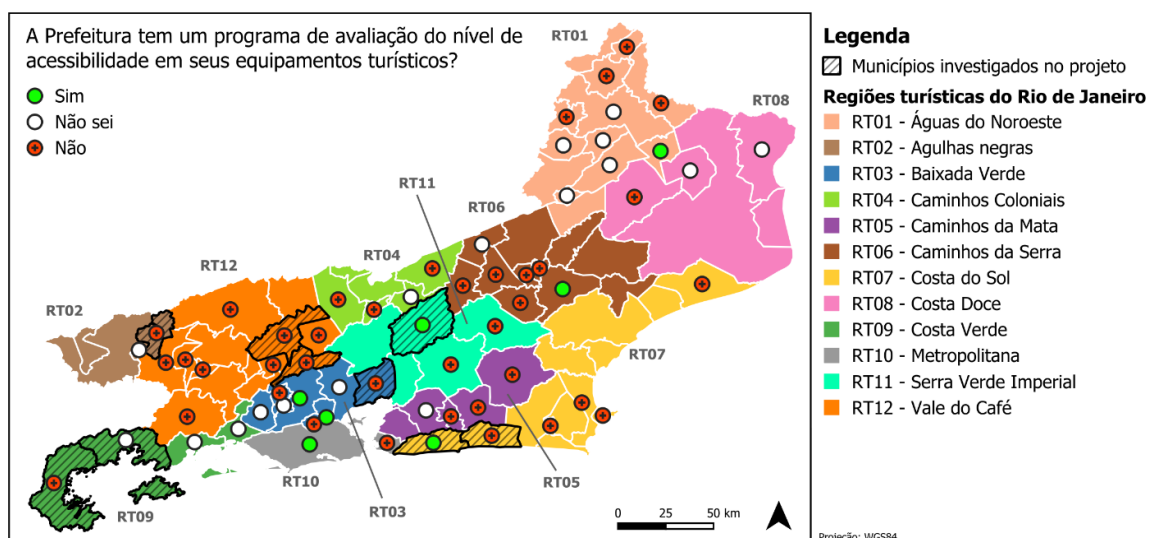 A Prefeitura tem um programa de avaliação do nível de
acessibilidade em seus equipamentos turísticos?
Sim
Não sei
Não
RT01
RT08
RT11
RT06
RT04
RT12
RT02
RT07
RT10
RT05
RT09
RT03
0 25 50 km
Legenda
Municípios investigados no projeto
Regiões turísticas do Rio de Janeiro
RT01 - Águas do Noroeste
RT02 - Agulhas negras
RT03 - Baixada Verde
RT04 - Caminhos Coloniais
RT05 - Caminhos da Mata
RT06 - Caminhos da Serra
RT07 - Costa do Sol
RT08 - Costa Doce
RT09 - Costa Verde
RT10 - Metropolitana
RT11 - Serra Verde Imperial
RT12 - Vale do Café
Projeção: WGS84